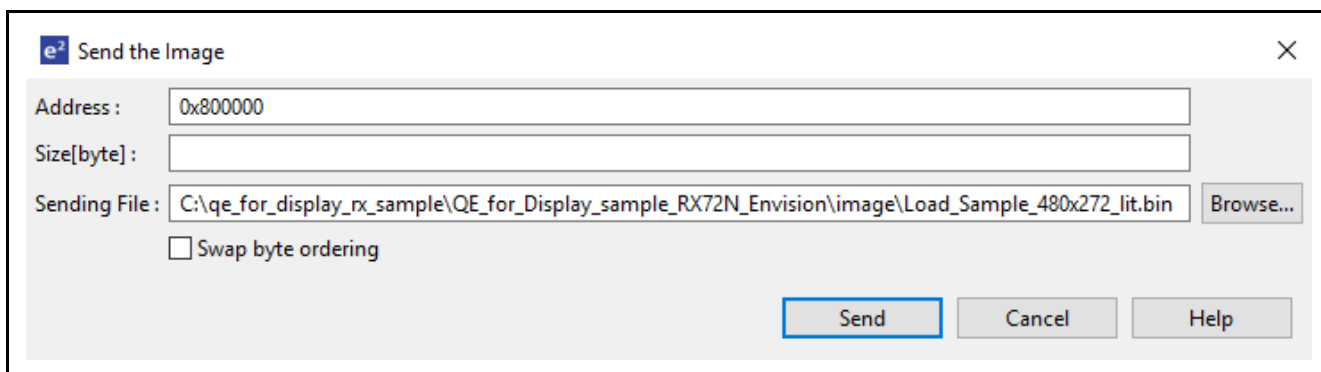 e² Send the Image
Address : 0x800000
Size[byte] :
Sending File : C:\qe_for_display_rx_sample\QE_for_Display_sample_RX72N_Envision\image\Load_Sample_480x272_lit.bin Browse...
Swap byte ordering
Send Cancel Help